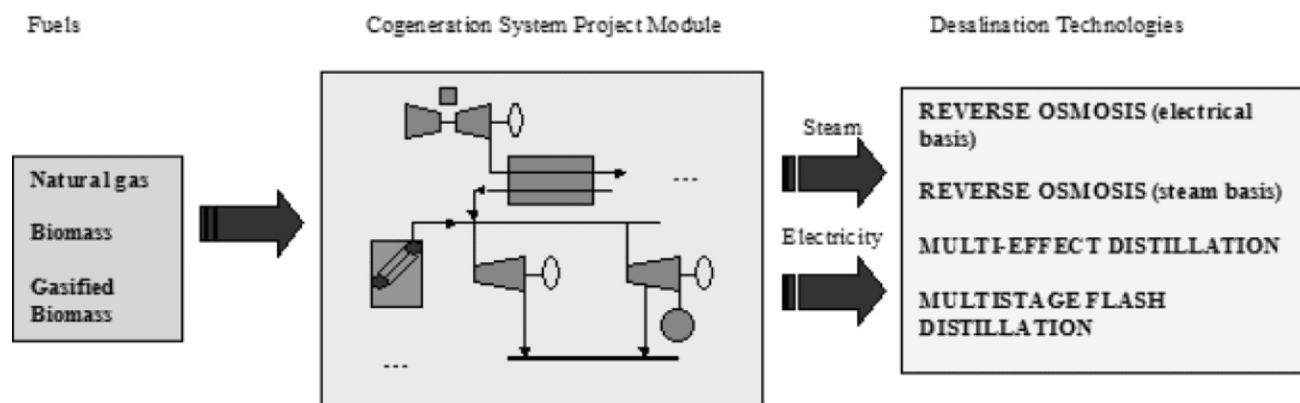 Fuels
Cogeneration System Project Module
Desalination Technologies
Natural gas
Biomass
Gasified
Biomass
---
---
Steam
Electricity
REVERSE OSMOSIS (electrical
basis)
REVERSE OSMOSIS (steam basis)
MULTI-EFFECT DISTILLATION
MULTISTAGE FLASH
DISTILLATION